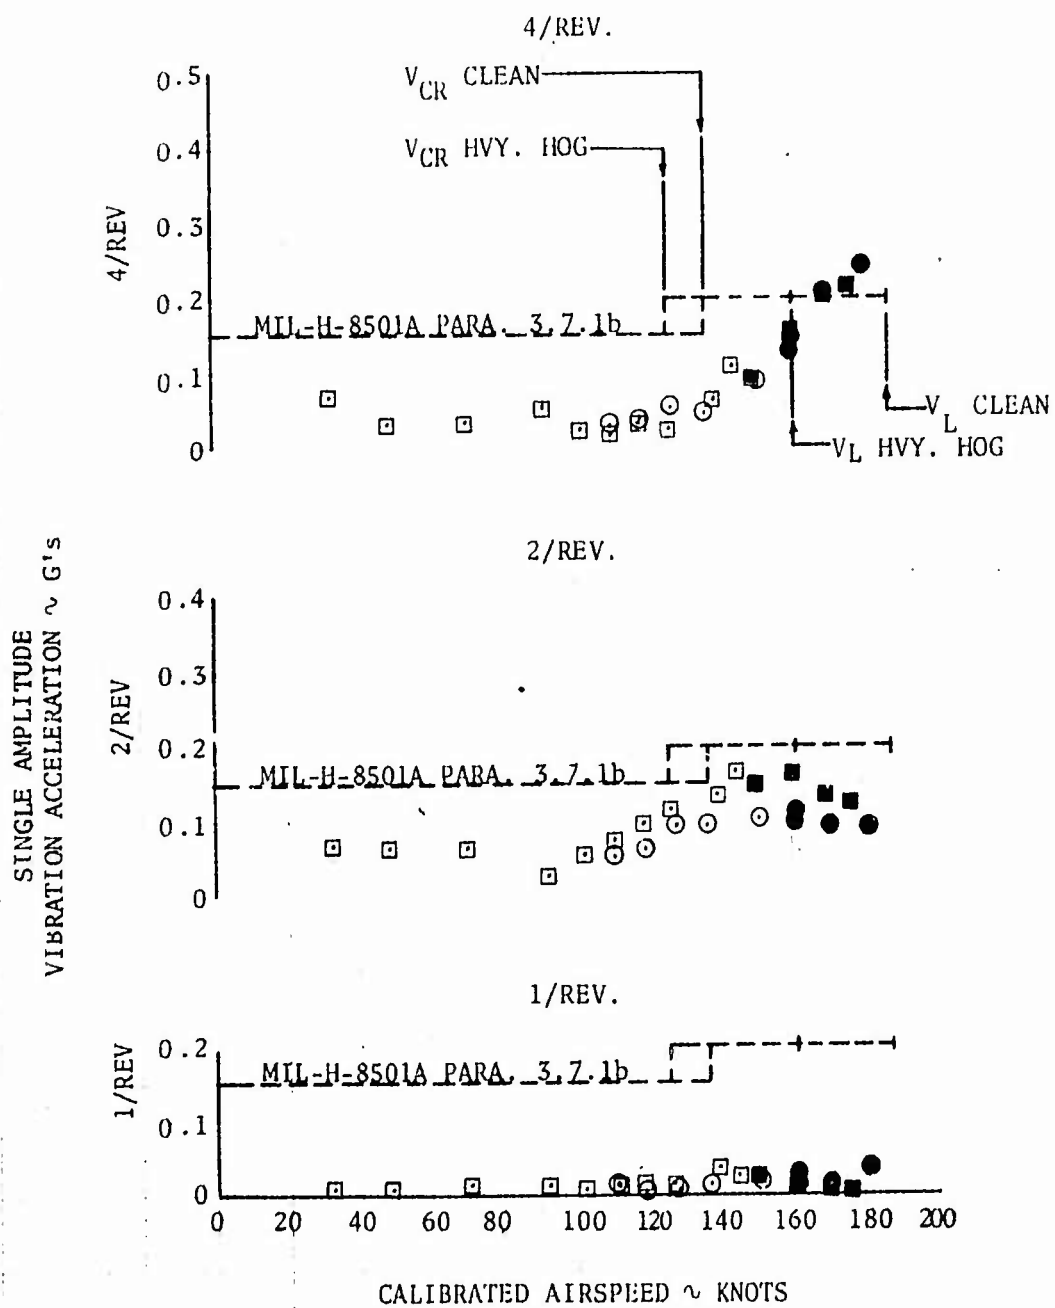 4/REV.
0.5
V_CR CLEAN
0.4
V_CR HVY. HOG
0.3
4/REV
0.2
MIL-H-8501A PARA. 3.7.1b
0.1
V_L CLEAN
0
V_L HVY. HOG
2/REV.
SINGLE AMPLITUDE
VIBRATION ACCELERATION ~ G's
0.4
0.3
2/REV
0.2
MIL-H-8501A PARA. 3.7.1b
0.1
0
1/REV.
0.2
1/REV
MIL-H-8501A PARA. 3.7.1b
0.1
0
0 20 40 60 80 100 120 140 160 180 200
CALIBRATED AIRSPEED ~ KNOTS